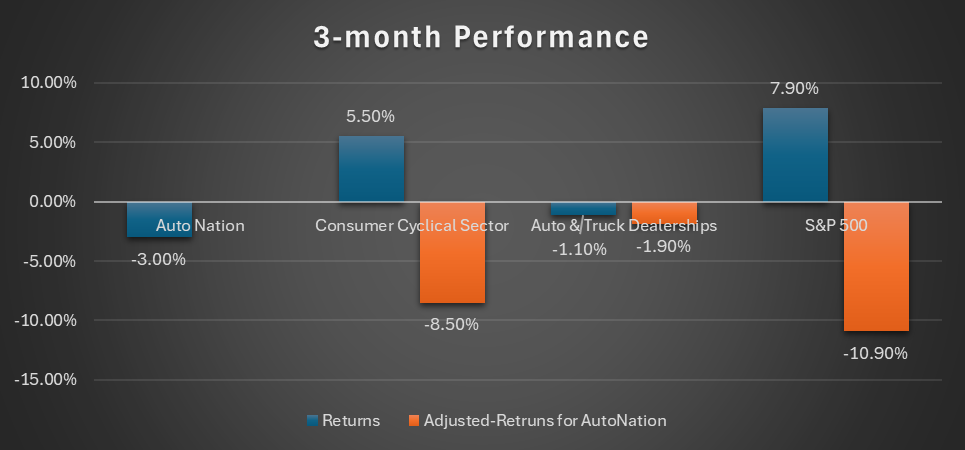 3-month Performance
10.00%
7.90%
5.50%
5.00%
0.00%
Auto Nation
Consumer Cyclical Sector
Auto & Truck Dealerships
S&P 500
-3.00%
-1.10%
-1.90%
-5.00%
-8.50%
-10.00%
-10.90%
-15.00%
Returns
Adjusted-Retruns for AutoNation